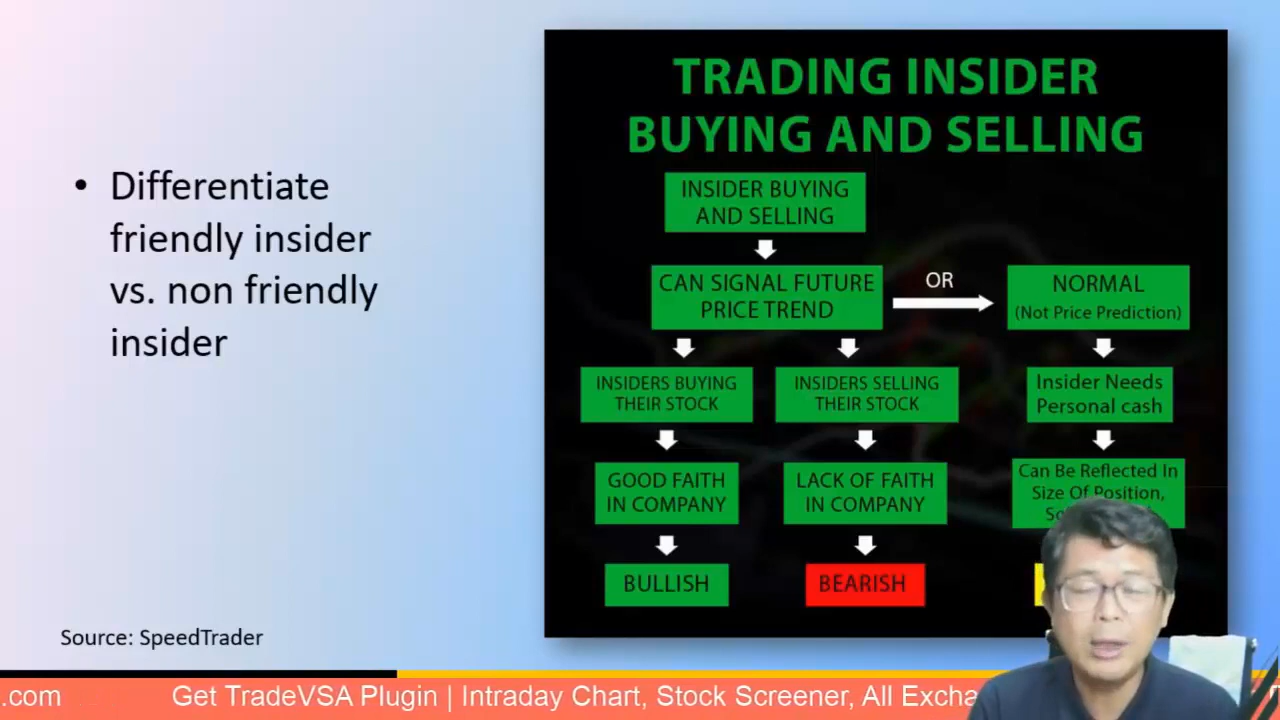 • Differentiate
friendly insider
vs. non friendly
insider
Source: SpeedTrader
TRADING INSIDER
BUYING AND SELLING
INSIDER BUYING
AND SELLING
CAN SIGNAL FUTURE
PRICE TREND
OR
NORMAL
(Not Price Prediction)
INSIDERS BUYING
THEIR STOCK
INSIDERS SELLING
THEIR STOCK
Insider Needs
Personal cash
GOOD FAITH
IN COMPANY
LACK OF FAITH
IN COMPANY
Can Be Reflected In
Size Of Position,
BULLISH
BEARISH
.com
Get TradeVSA Plugin | Intraday Chart, Stock Screener, All